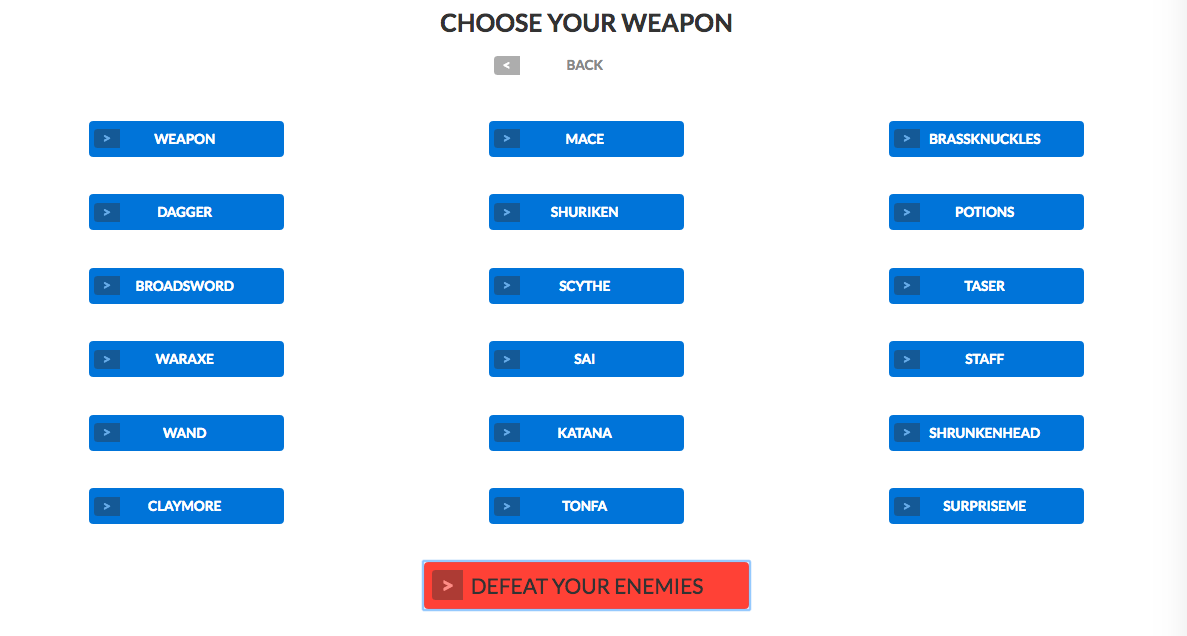 CHOOSE YOUR WEAPON
< BACK
> WEAPON
> MACE
> BRASSKNUCKLES
> DAGGER
> SHURIKEN
> POTIONS
> BROADSWORD
> SCYTHE
> TASER
> WARAXE
> SAI
> STAFF
> WAND
> KATANA
> SHRUNKENHEAD
> CLAYMORE
> TONFA
> SURPRISEME
> DEFEAT YOUR ENEMIES